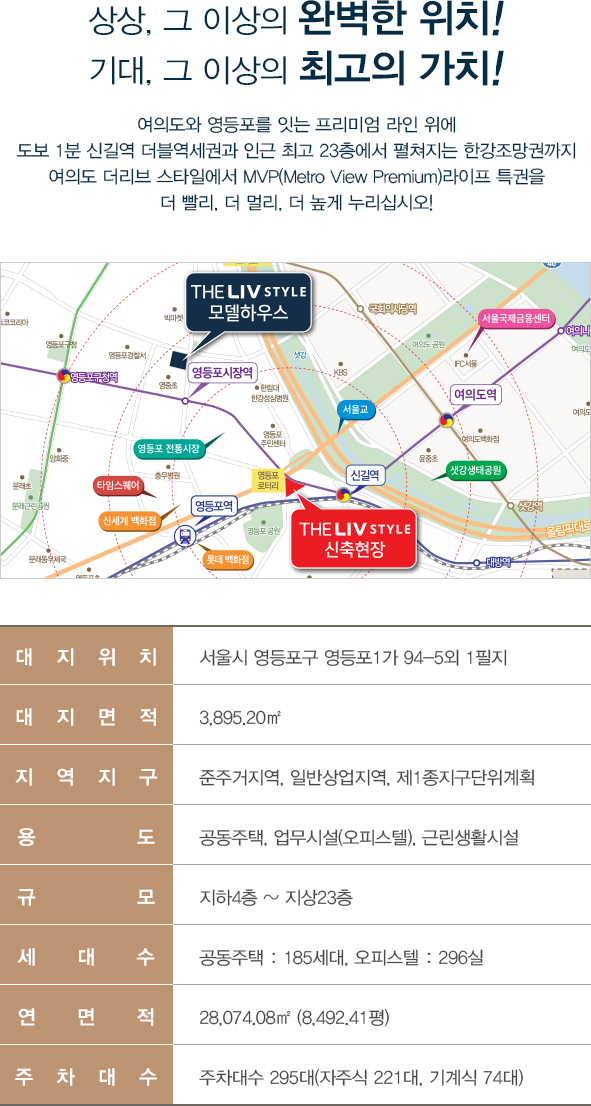 상상, 그 이상의 완벽한 위치!
기대, 그 이상의 최고의 가치!
여의도와 영등포를 잇는 프리미엄 라인 위에
도보 1분 신길역 더블역세권과 인근 최고 23층에서 펼쳐지는 한강조망권까지
여의도 더리브 스타일에서 MVP(Metro View Premium)라이프 특권을
더 빨리, 더 멀리, 더 높게 누리십시오!
THE LIV STYLE
모델하우스
빅마켓
국회의사당역
서울국제금융센터
코코리아
영등포구청
영등포경찰서
샛강
여의도 공원
IFC서울
여의나
영등포구청역
영중초
영등포시장역
한림대
한강성심병원
KBS
여의도역
서울교
영등포
주민센터
여의도백화점
영등포 전통시장
양화중
윤중초
문래초
충무병원
타임스퀘어
영등포
로터리
신길역
샛강생태공원
문래근린공원
신세계 백화점
영등포역
샛강역
THE LIV STYLE
신축현장
영등포 공원
올림픽대로
문래동우체국
롯데 백화점
대방역
대지위치 서울시 영등포구 영등포1가 94-5외 1필지
대지면적 3,895.20㎡
지역지구 준주거지역, 일반상업지역, 제1종지구단위계획
용도 공동주택, 업무시설(오피스텔), 근린생활시설
규모 지하4층 ~ 지상23층
세대수 공동주택 : 185세대, 오피스텔 : 296실
연면적 28,074.08㎡ (8,492.41평)
주차대수 주차대수 295대(자주식 221대, 기계식 74대)